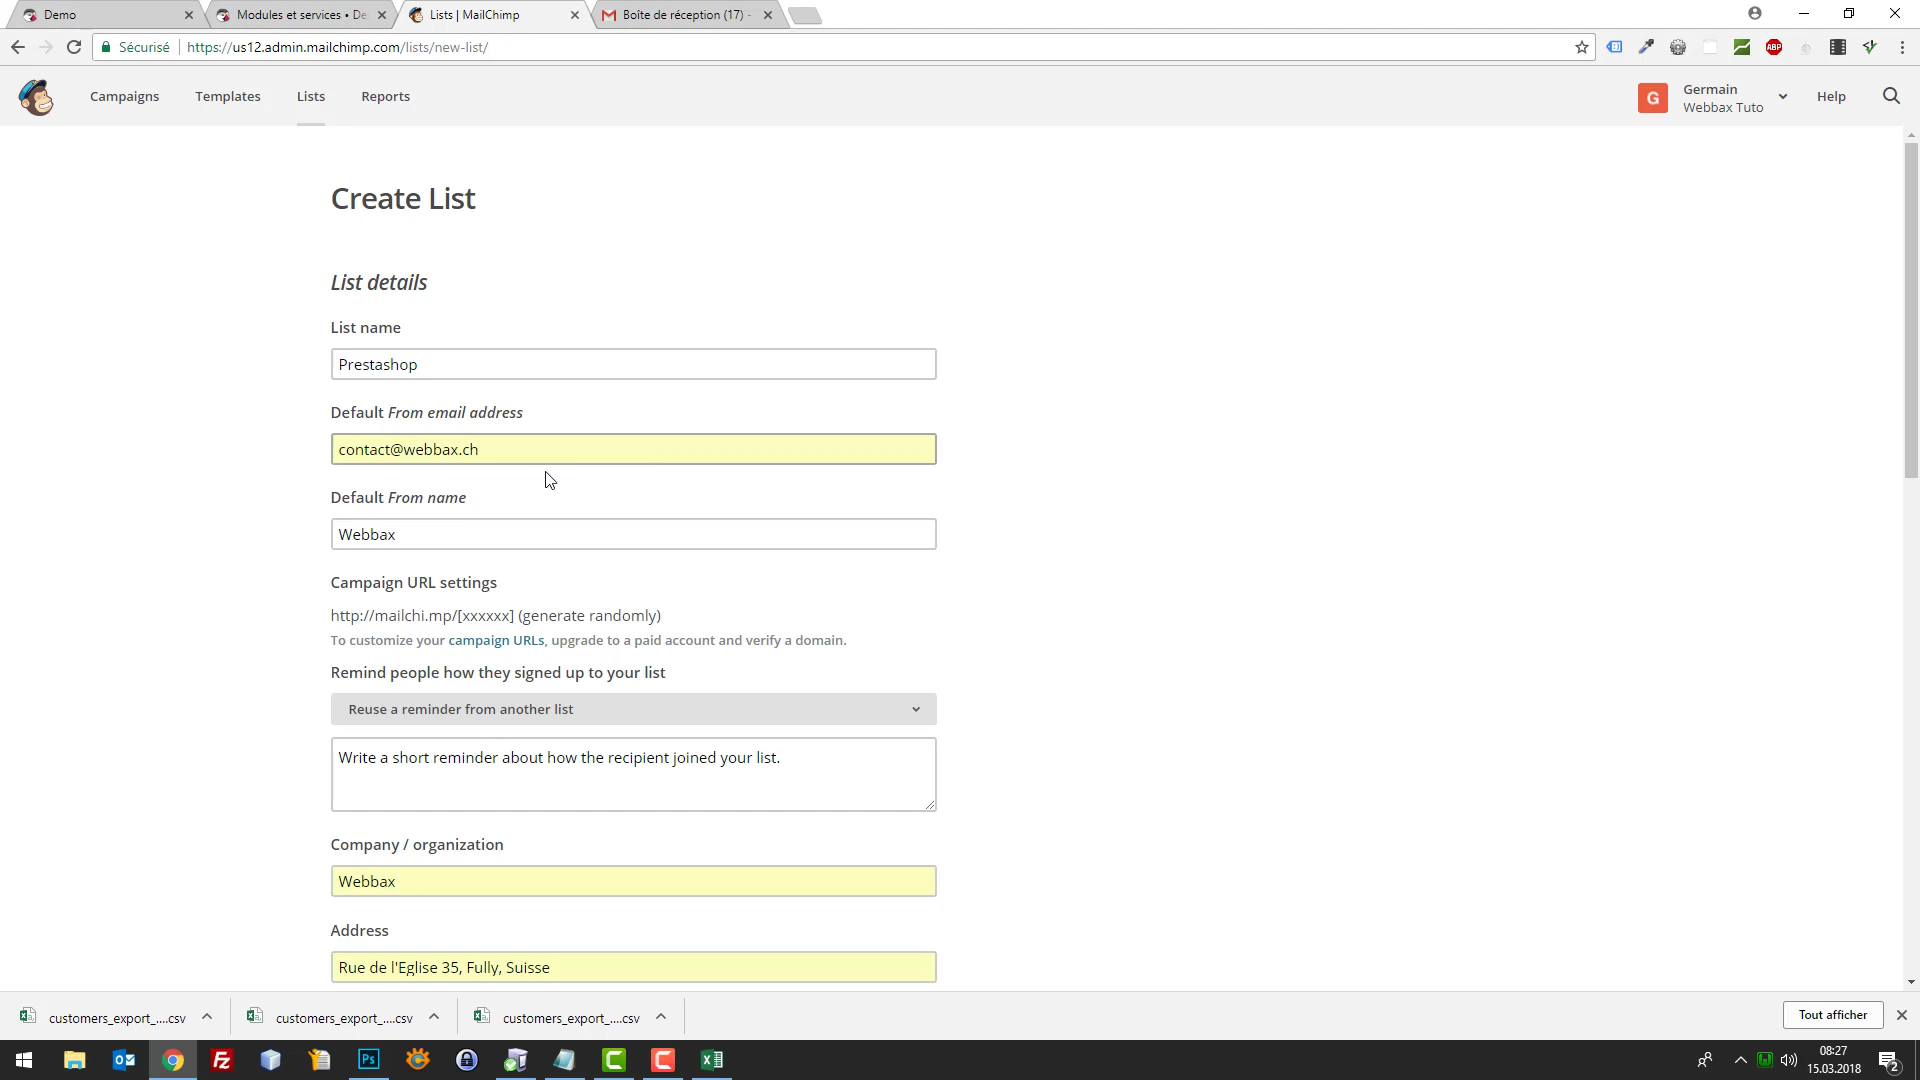 Demo
Modules et services • De
Lists | MailChimp
Boîte de réception (17) -
Sécurisé
https://us12.admin.mailchimp.com/lists/new-list/
ABP
Campaigns
Templates
Lists
Reports
G
Germain
Webbax Tuto
Help
Create List
List details
List name
Prestashop
Default From email address
contact@webbax.ch
Default From name
Webbax
Campaign URL settings
http://mailchi.mp/[xxxxxx] (generate randomly)
To customize your campaign URLs, upgrade to a paid account and verify a domain.
Remind people how they signed up to your list
Reuse a reminder from another list
Write a short reminder about how the recipient joined your list.
Company / organization
Webbax
Address
Rue de l'Eglise 35, Fully, Suisse
customers_export_....csv
customers_export_....csv
customers_export_....csv
Tout afficher
Fz
Ps
08:27
15.03.2018
2